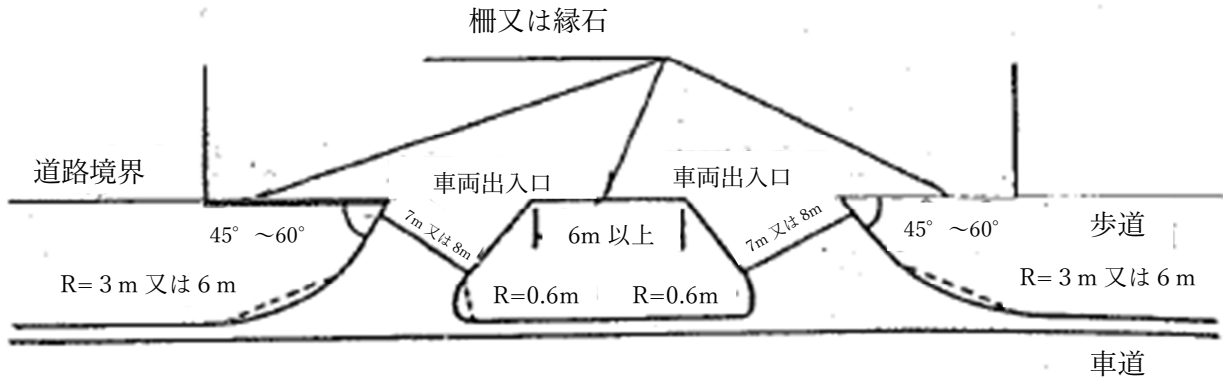 柵又は縁石
道路境界
車両出入口
車両出入口
45° ～60°
7m 又は 8m
6m 以上
7m 又は 8m
45° ～60°
歩道
R= 3 m 又は 6 m
R=0.6m
R=0.6m
R= 3 m 又は 6 m
車道